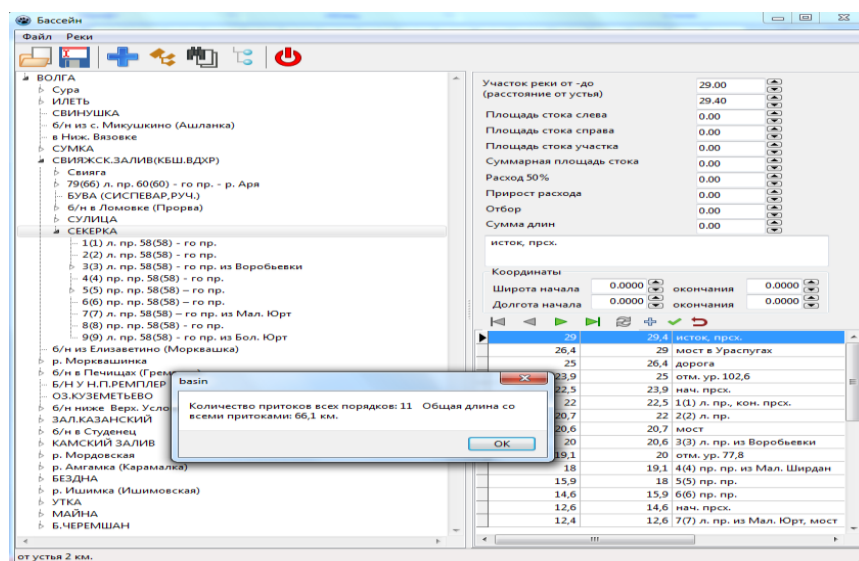 Бассейн
Файл Реки
ВОЛГА
Сура
ИЛЕТЬ
СВИНУШКА
б/н из с. Микушкино (Ашланка)
в Ниж. Вязовке
СУМКА
СВИЯЖСК.ЗАЛИВ(КБШ.ВДХР)
Свияга
79(66) л. пр. 60(60) - го пр. - р. Аря
БУВА (СИСПЕВАР,РУЧ.)
б/н в Ломовке (Прорва)
СУЛИЦА
СЕКЕРКА
1(1) л. пр. 58(58) - го пр.
2(2) л. пр. 58(58) - го пр.
3(3) л. пр. 58(58) - го пр. из Воробьевки
4(4) пр. пр. 58(58) - го пр.
5(5) пр. пр. 58(58) – го пр.
6(6) пр. пр. 58(58) – го пр.
7(7) л. пр. 58(58) – го пр. из Мал. Юрт
8(8) пр. пр. 58(58) - го пр.
9(9) л. пр. 58(58) - го пр. из Бол. Юрт
б/н из Елизаветино (Морквашка)
р. Морквашинка
б/н в Печищах (Грем
Б/Н У Н.П.РЕМПЛЕР
ОЗ.КУЗЕМЕТЬЕВО
б/н ниже Верх. Усло
ЗАЛ.КАЗАНСКИЙ
б/н в Студенец
КАМСКИЙ ЗАЛИВ
р. Мордовская
р. Амгамка (Карамалка)
БЕЗДНА
р. Ишимка (Ишимовская)
УТКА
МАЙНА
Б.ЧЕРЕМШАН
basin
Количество притоков всех порядков: 11 Общая длина со
всеми притоками: 66,1 км.
OK
Участок реки от -до 29.00
(расстояние от устья) 29.40
Площадь стока слева 0.00
Площадь стока справа 0.00
Площадь стока участка 0.00
Суммарная площадь стока 0.00
Расход 50% 0.00
Прирост расхода 0.00
Отбор 0.00
Сумма длин 0.00
исток, прсх.
Координаты
Широта начала 0.0000 окончания 0.0000
Долгота начала 0.0000 окончания 0.0000
29 29,4 исток, прсх.
26,4 29 мост вУраспугах
25 26,4 дорога
23,9 25 отм. ур. 102,6
22,5 23,9 нач. прсх.
22 22,5 1(1) л. пр., кон. прсх.
20,7 22 2(2) л. пр.
20,6 20,7 мост
20 20,6 3(3) л. пр. из Воробьевки
19,1 20 отм. ур. 77,8
18 19,1 4(4) пр. пр. из Мал. Ширдан
15,9 18 5(5) пр. пр.
14,6 15,9 6(6) пр. пр.
12,6 14,6 нач. прсх.
12,4 12,6 7(7) л. пр. из Мал. Юрт, мост
от устья 2 км.